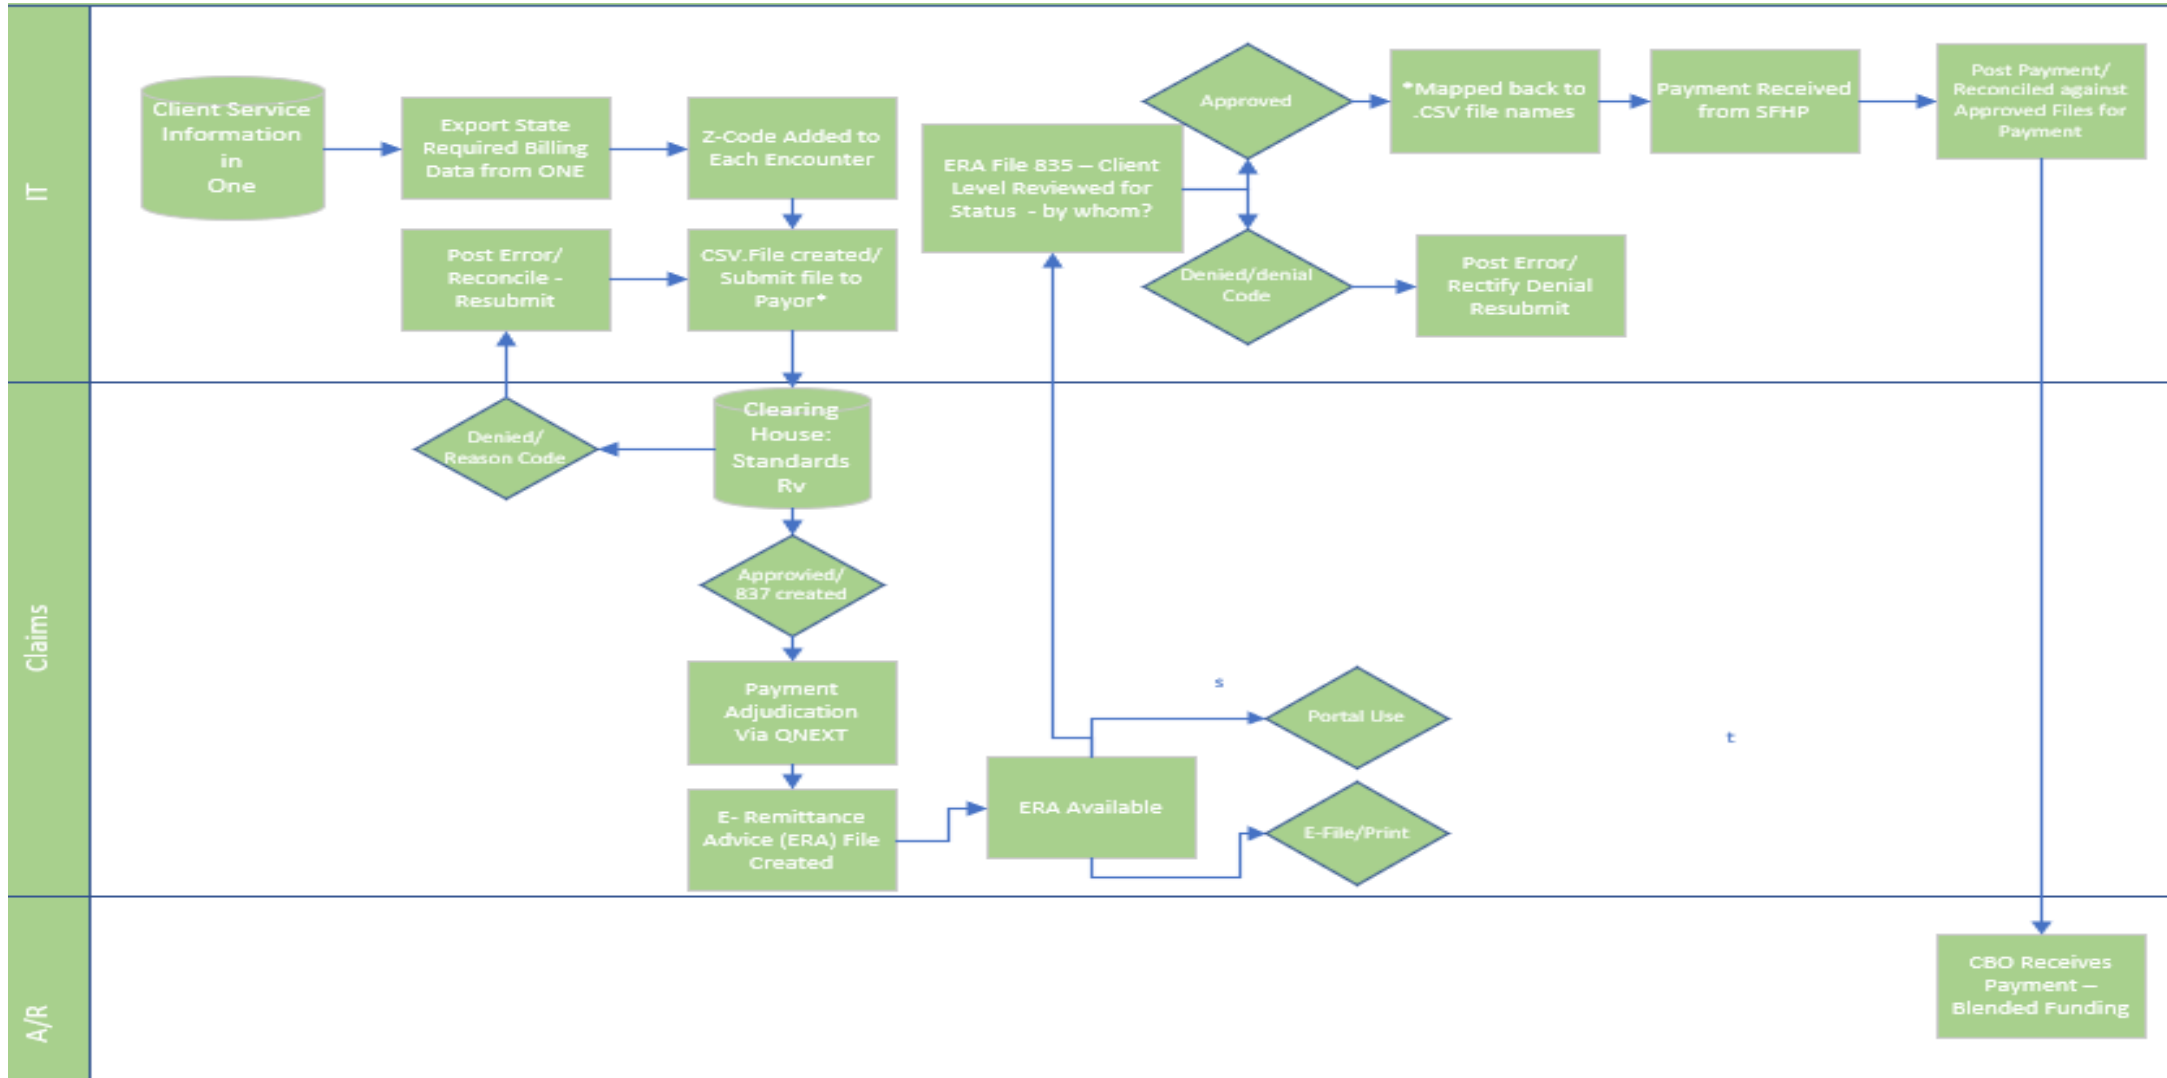 IT
Client Service
Information
in
One
Export State
Required Billing
Data from ONE
Z-Code Added to
Each Encounter
Post Error/
Reconcile -
Resubmit
CSV.File created/
Submit file to
Payor*
ERA File 835 – Client
Level Reviewed for
Status - by whom?
Approved
*Mapped back to
.CSV file names
Payment Received
from SFHP
Post Payment/
Reconciled against
Approved Files for
Payment
Denied/denial
Code
Post Error/
Rectify Denial
Resubmit
Claims
Denied/
Reason Code
Clearing
House:
Standards
Rv
Approvied/
837 created
Payment
Adjudication
Via QNEXT
E- Remittance
Advice (ERA) File
Created
ERA Available
s
Portal Use
t
E-File/Print
A/R
CBO Receives
Payment –
Blended Funding